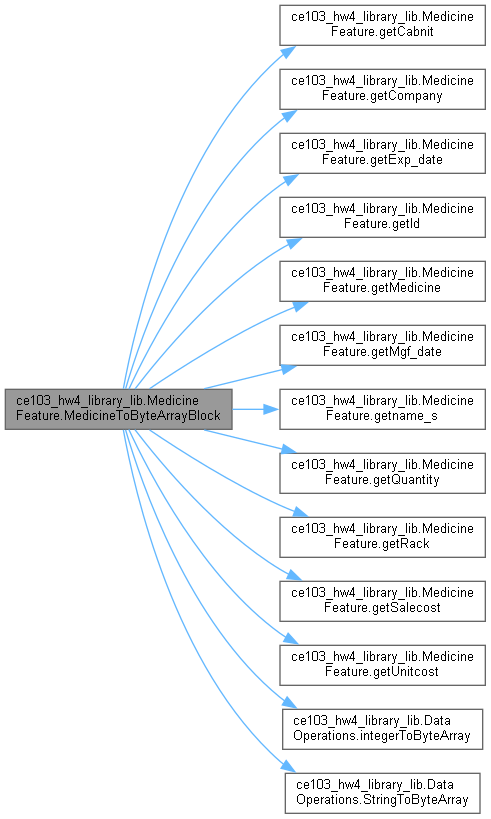 ce103_hw4_library_lib.Medicine
Feature.getCabnit
ce103_hw4_library_lib.Medicine
Feature.getCompany
ce103_hw4_library_lib.Medicine
Feature.getExp_date
ce103_hw4_library_lib.Medicine
Feature.getId
ce103_hw4_library_lib.Medicine
Feature.getMedicine
ce103_hw4_library_lib.Medicine
Feature.getMgf_date
ce103_hw4_library_lib.Medicine
Feature.MedicineToByteArrayBlock
ce103_hw4_library_lib.Medicine
Feature.getname_s
ce103_hw4_library_lib.Medicine
Feature.getQuantity
ce103_hw4_library_lib.Medicine
Feature.getRack
ce103_hw4_library_lib.Medicine
Feature.getSalecost
ce103_hw4_library_lib.Medicine
Feature.getUnitcost
ce103_hw4_library_lib.Data
Operations.integerToByteArray
ce103_hw4_library_lib.Data
Operations.StringToByteArray